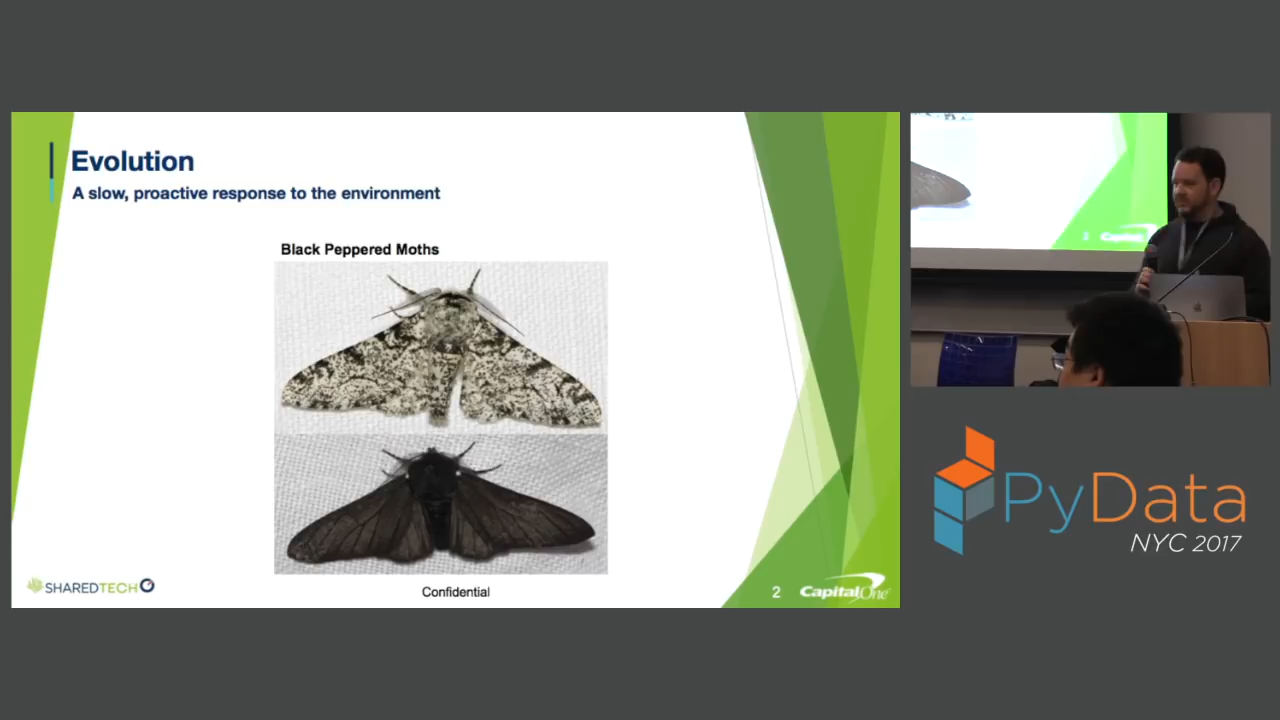 Evolution
A slow, proactive response to the environment
Black Peppered Moths
SHAREDTECH
Confidential
2
CapitalOne
PyData
NYC 2017